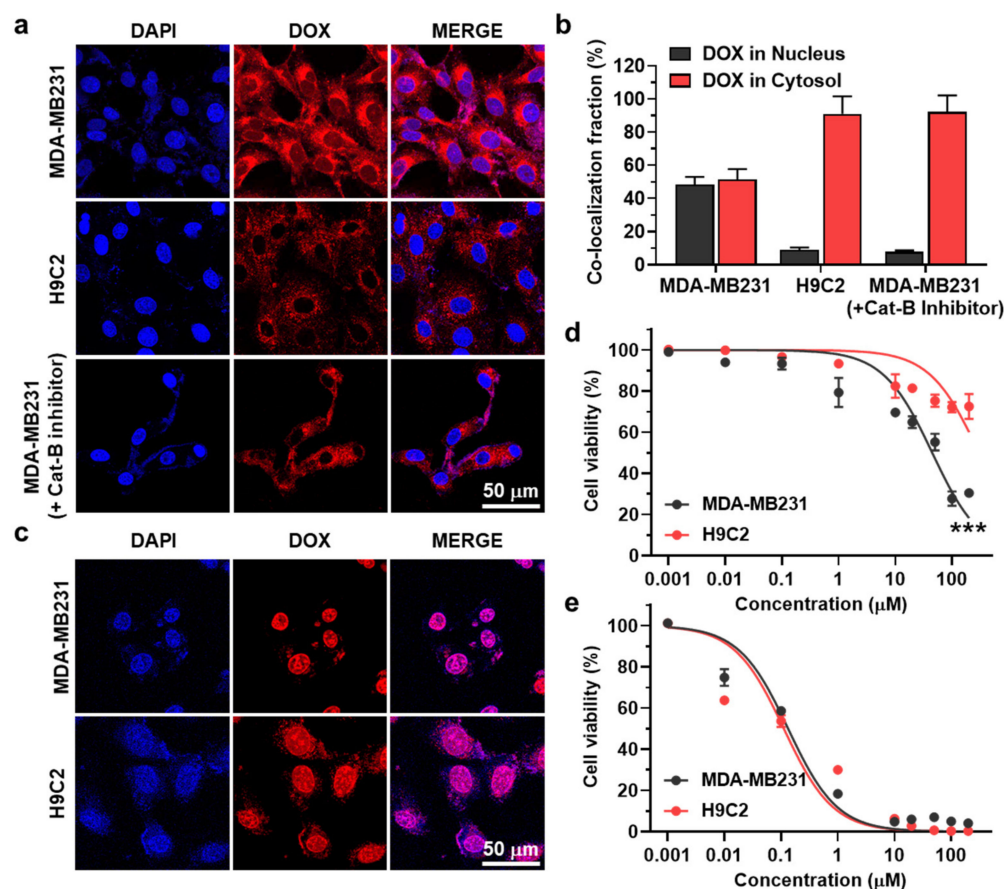 a
DAPI
DOX
MERGE
MDA-MB231
H9C2
MDA-MB231
(+ Cat-B inhibitor)
50 μm
b
DOX in Nucleus
DOX in Cytosol
Co-localization fraction (%)
120
100
80
60
40
20
0
MDA-MB231
H9C2
MDA-MB231
(+Cat-B Inhibitor)
c
DAPI
DOX
MERGE
MDA-MB231
H9C2
50 μm
d
Cell viability (%)
100
80
60
40
20
0
MDA-MB231
H9C2
***
0.001
0.01
0.1
1
10
100
Concentration (μM)
e
Cell viability (%)
100
80
60
40
20
0
MDA-MB231
H9C2
0.001
0.01
0.1
1
10
100
Concentration (μM)